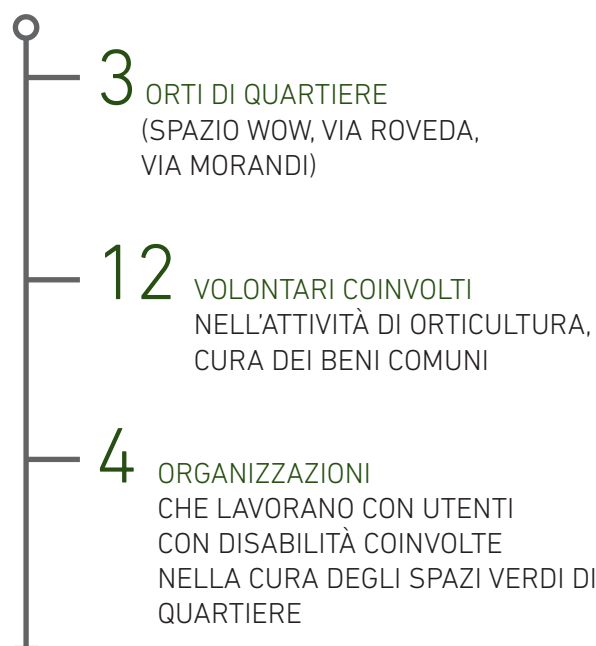 3 ORTI DI QUARTIERE
(SPAZIO WOW, VIA ROVEDA,
VIA MORANDI)
12 VOLONTARI COINVOLTI
NELL'ATTIVITÀ DI ORTICULTURA,
CURA DEI BENI COMUNI
4 ORGANIZZAZIONI
CHE LAVORANO CON UTENTI
CON DISABILITÀ COINVOLTE
NELLA CURA DEGLI SPAZI VERDI DI
QUARTIERE